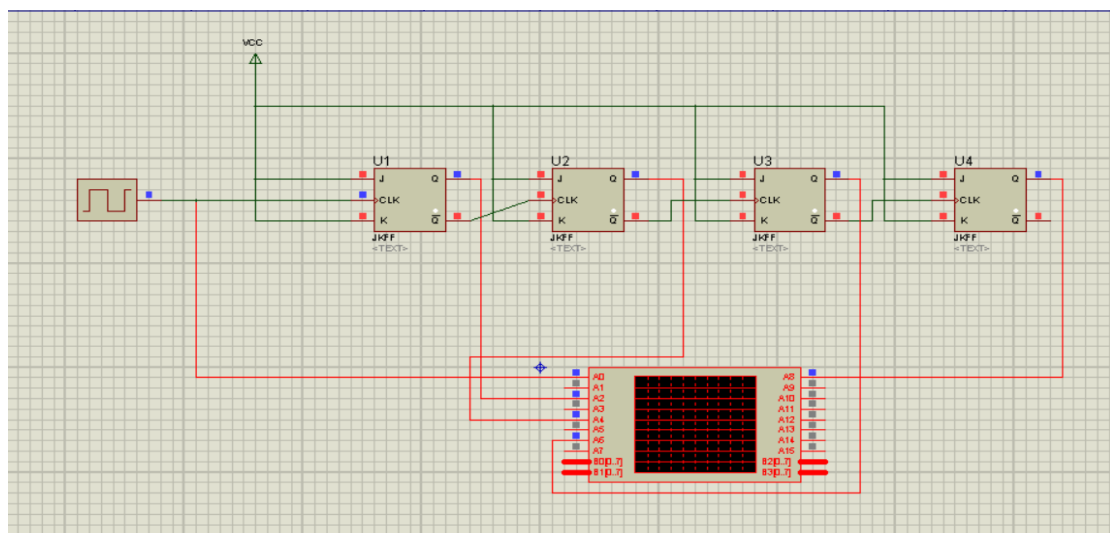 VCC
U1
J Q
CLK
K Q
JKFF
<TEXT>
U2
J Q
CLK
K Q
JKFF
<TEXT>
U3
J Q
CLK
K Q
JKFF
<TEXT>
U4
J Q
CLK
K Q
JKFF
<TEXT>
A0 A8
A1 A9
A2 A10
A3 A11
A4 A12
A5 A13
A6 A14
A7 A15
B0[0..7] B2[0..7]
B1[0..7] B3[0..7]